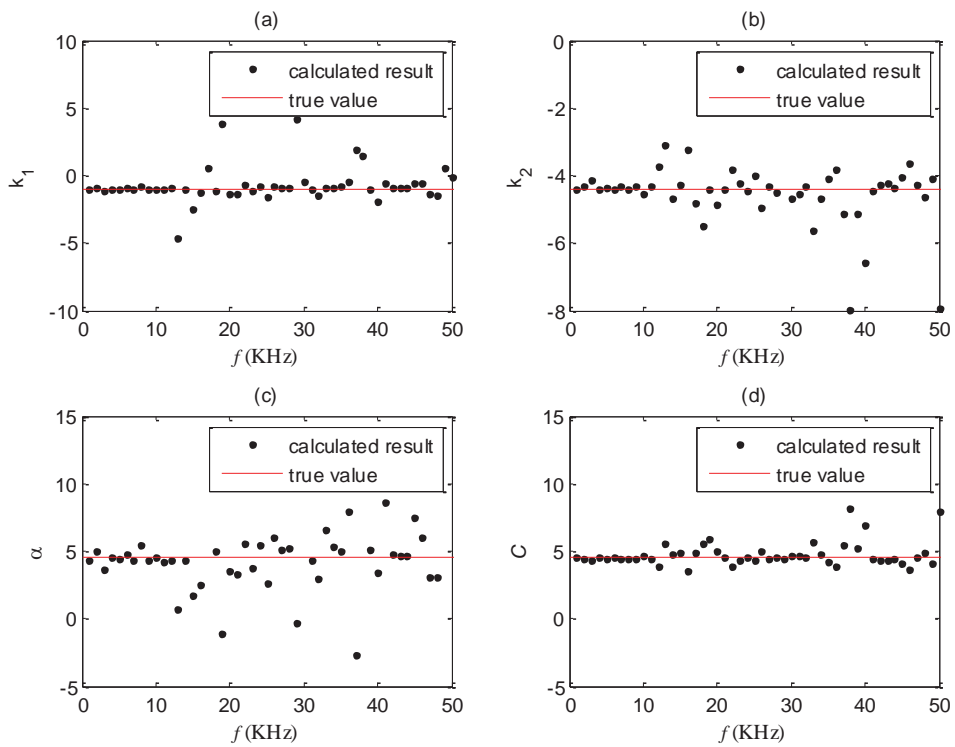 (a)
10
5
0
-5
-10
k1
calculated result
true value
0 10 20 30 40 50
f (KHz)
(b)
0
-2
-4
-6
-8
k2
calculated result
true value
0 10 20 30 40 50
f (KHz)
(c)
15
10
5
0
-5
α
calculated result
true value
0 10 20 30 40 50
f (KHz)
(d)
15
10
5
0
-5
C
calculated result
true value
0 10 20 30 40 50
f (KHz)